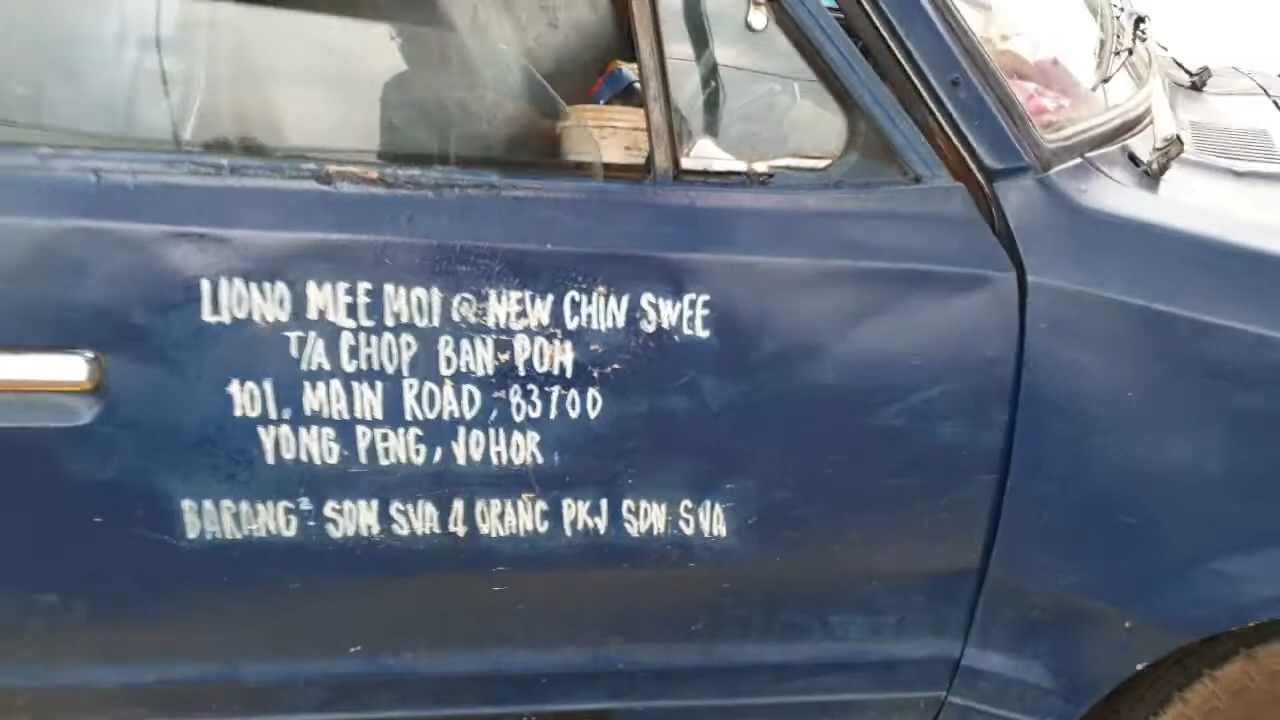 LIONG MEE MOI @ NEW CHIN SWEE
T/A CHOP BAN POH
101, MAIN ROAD, 83700
YONG PENG, JOHOR
BARANG² SDN SVA 4 ORANG PKJ SDN SVA